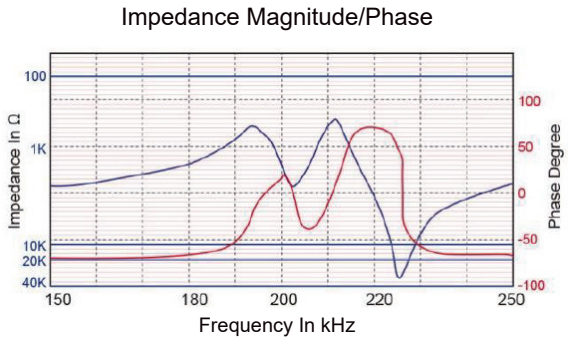 Impedance Magnitude/Phase
Impedance In Ω
100
1K
10K
20K
40K
100
50
0
-50
-100
Phase Degree
150 180 200 220 250
Frequency In kHz